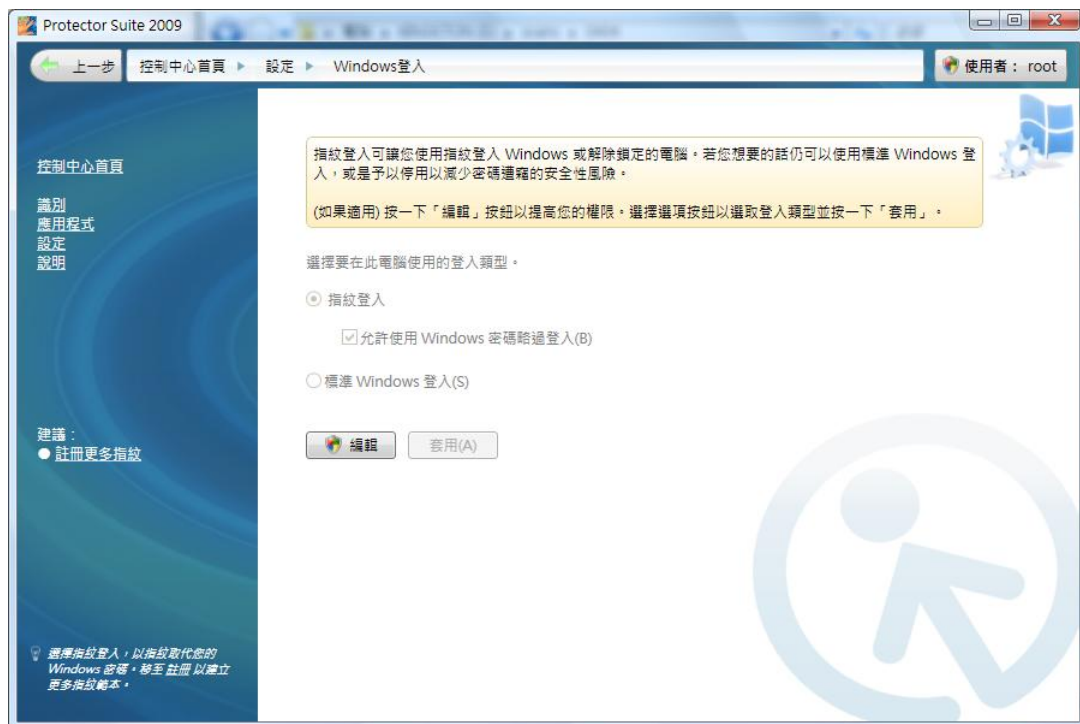 Protector Suite 2009
上一步
控制中心首頁 ▶ 設定 ▶ Windows登入
使用者： root
指紋登入可讓您使用指紋登入 Windows 或解除鎖定的電腦。若您想要的話仍可以使用標準 Windows 登
入，或是予以停用以減少密碼遭竊的安全性風險。
(如果適用) 按一下「編輯」按鈕以提高您的權限。選擇選項按鈕以選取登入類型並按一下「套用」。
控制中心首頁
識別
應用程式
設定
說明
選擇要在此電腦使用的登入類型。
指紋登入
允許使用 Windows 密碼略過登入(B)
標準 Windows 登入(S)
編輯
套用(A)
建議：
● 註冊更多指紋
選擇指紋登入，以指紋取代您的
Windows 密碼。移至 註冊 以建立
更多指紋範本。